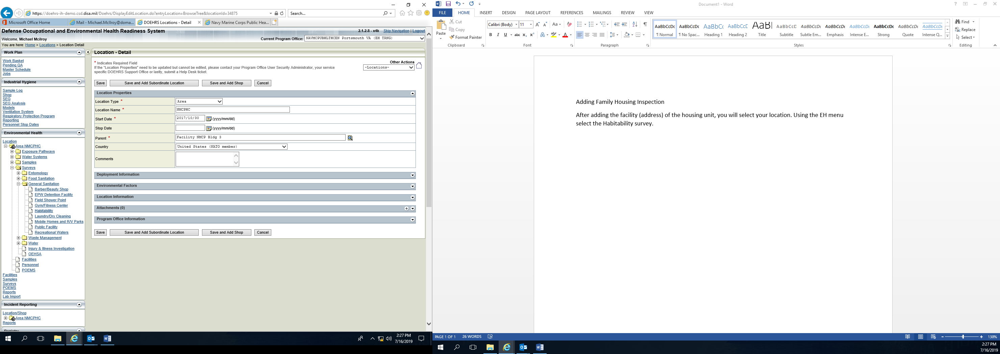 https://doehrs-ih-demo.csd.disa.mil/Doehrs/DisplayEditLocation.do?entryLocation=BrowseTree&locationId=34875
Search...
Microsoft Office Home
Mail - Michael.McIlroy@doma...
DOEHRS Locations - Detail
Navy Marine Corps Public Hea...
Defense Occupational and Environmental Health Readiness System
2.1.2.8 - x4k Skip Navigation | Logout
Welcome, Michael Mcilroy
Current Program Office: NAVMCPUBHLTHCEN Portsmouth VA (EH TRNG)
You are here: Home > Locations > Location Detail
Work Plan
Work Basket
Pending QA
Master Schedule
Jobs
Industrial Hygiene
Sample Log
Shop
SEG
SEG Analysis
Models
Ventilation System
Respiratory Protection Program
Reporting
Personnel Stop Dates
Environmental Health
Location
Area NMCPHC
Exposure Pathways
Water Systems
Samples
Surveys
Entomology
Food Sanitation
General Sanitation
Barber/Beauty Shop
EPW Detention Facility
Field Shower Point
Gym/Fitness Center
Habitability
Laundry/Dry Cleaning
Mobile Homes and R/V Parks
Public Facility
Recreational Waters
Waste Management
Water
Injury & Illness Investigation
OEHSA
Facilities
Personnel
POEMS
Facilities
Samples
Surveys
POEMS
Reports
Lab Import
Incident Reporting
Location/Shop
Area NMCPHC
Reports
Location - Detail
* Indicates Required Field
If the "Location Properties" need to be updated but cannot be edited, please contact your Program Office User Security Administrator, your service
specific DOEHRS Support Office or lastly, submit a Help Desk ticket.
Other Actions
-Locations-
Save
Save and Add Subordinate Location
Save and Add Shop
Cancel
Location Properties
Location Type * Area
Location Name * NMCPHC
Start Date * 2017/10/30 (yyyy/mm/dd)
Stop Date (yyyy/mm/dd)
Parent * Facility NMCP Bldg 3
Country United States (NATO member)
Comments
Deployment Information
Environmental Factors
Location Information
Attachments (0)
Program Office Information
Save
Save and Add Subordinate Location
Save and Add Shop
Cancel
2:27 PM
7/16/2019
Document1 - Word
FILE HOME INSERT DESIGN PAGE LAYOUT REFERENCES MAILINGS REVIEW VIEW
Paste
Cut
Copy
Format Painter
Clipboard
Calibri (Body) 11
Font
Paragraph
AaBbCcDc AaBbCcDc AaBbC( AaBbCcE AaBl AaBbCcD AaBbCcDc AaBbCcDc AaBbCcDc AaBbCcDc AaBbCcDc AaBbCcDc
¶ Normal ¶ No Spac... Heading 1 Heading 2 Title Subtitle Subtle Em... Emphasis Intense E... Strong Quote Intense Q...
Styles
Find
Replace
Select
Editing
Adding Family Housing Inspection
After adding the facility (address) of the housing unit, you will select your location. Using the EH menu
select the Habitability survey.
PAGE 1 OF 1 26 WORDS
130%
2:27 PM
7/16/2019